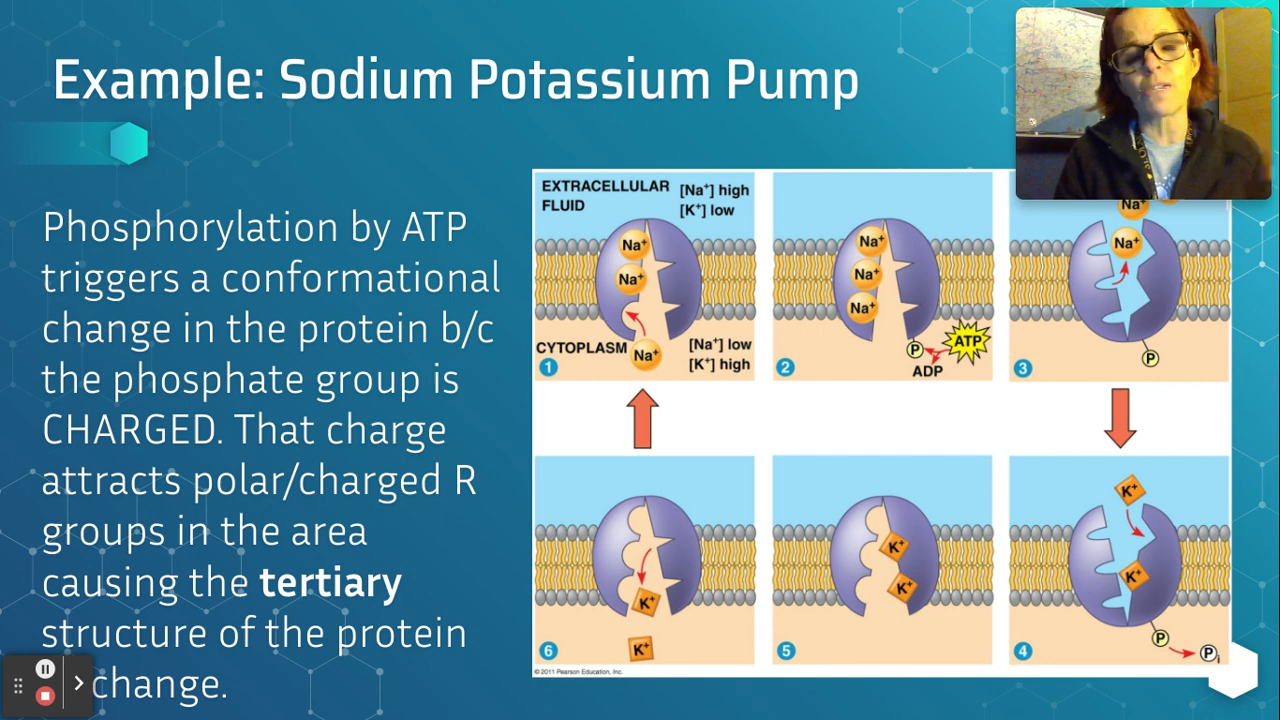 Example: Sodium Potassium Pump
Phosphorylation by ATP
triggers a conformational
change in the protein b/c
the phosphate group is
CHARGED. That charge
attracts polar/charged R
groups in the area
causing the tertiary
structure of the protein
change.
EXTRACELLULAR [Na+] high
FLUID [K+] low
Na+
Na+
CYTOPLASM Na+ [Na+] low
[K+] high
1
Na+
Na+
Na+
P ATP
ADP
2
Na+
Na+
P
3
K+
K+
6
K+
K+
5
K+
K+
P Pi
4
© 2011 Pearson Education, Inc.